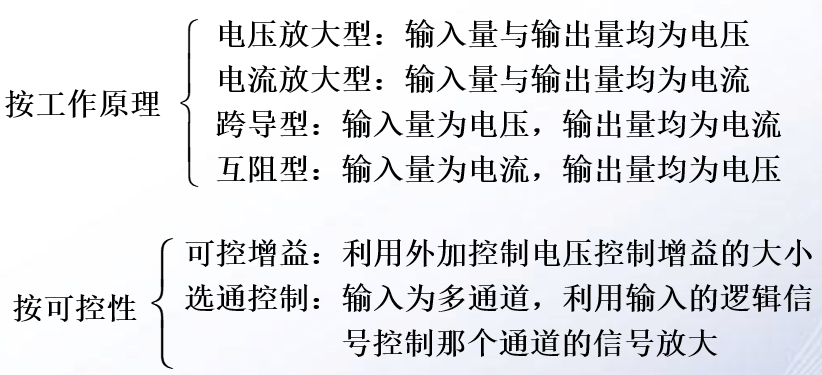 按工作原理
电压放大型：输入量与输出量均为电压
电流放大型：输入量与输出量均为电流
跨导型：输入量为电压，输出量均为电流
互阻型：输入量为电流，输出量均为电压
按可控性
可控增益：利用外加控制电压控制增益的大小
选通控制：输入为多通道，利用输入的逻辑信
号控制那个通道的信号放大